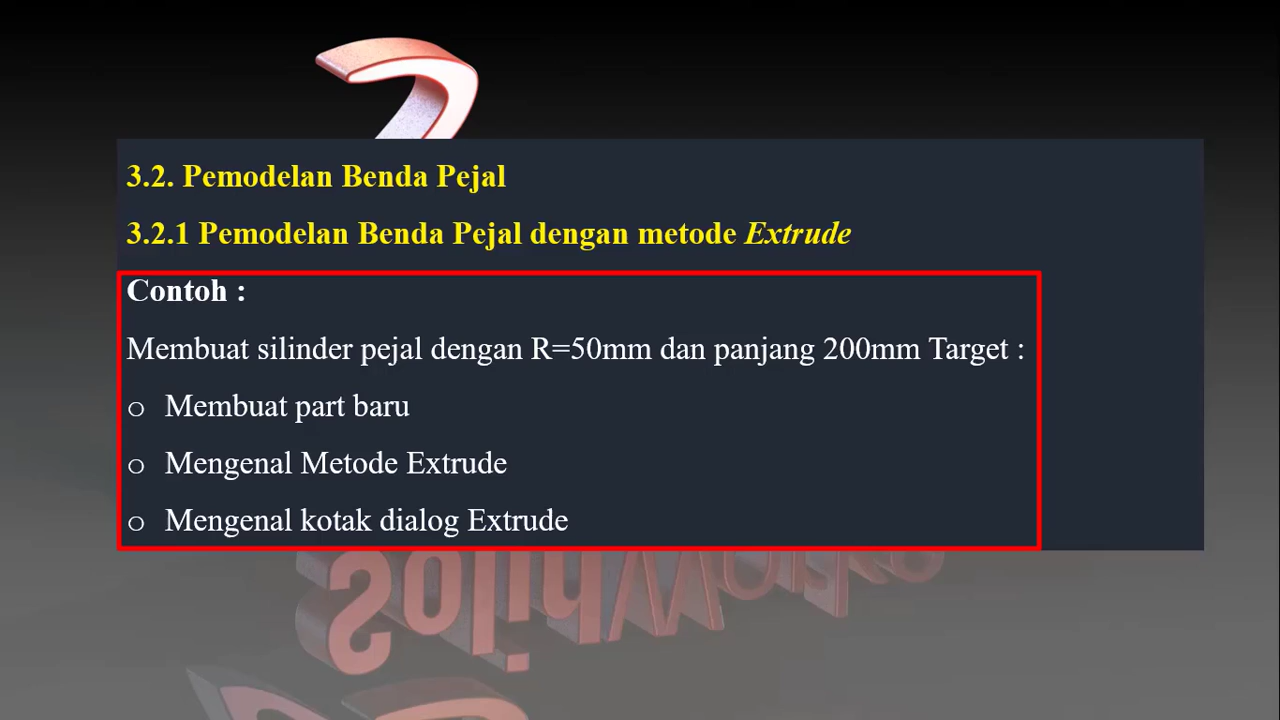 3.2. Pemodelan Benda Pejal
3.2.1 Pemodelan Benda Pejal dengan metode Extrude
Contoh :
Membuat silinder pejal dengan R=50mm dan panjang 200mm Target :
o Membuat part baru
o Mengenal Metode Extrude
o Mengenal kotak dialog Extrude